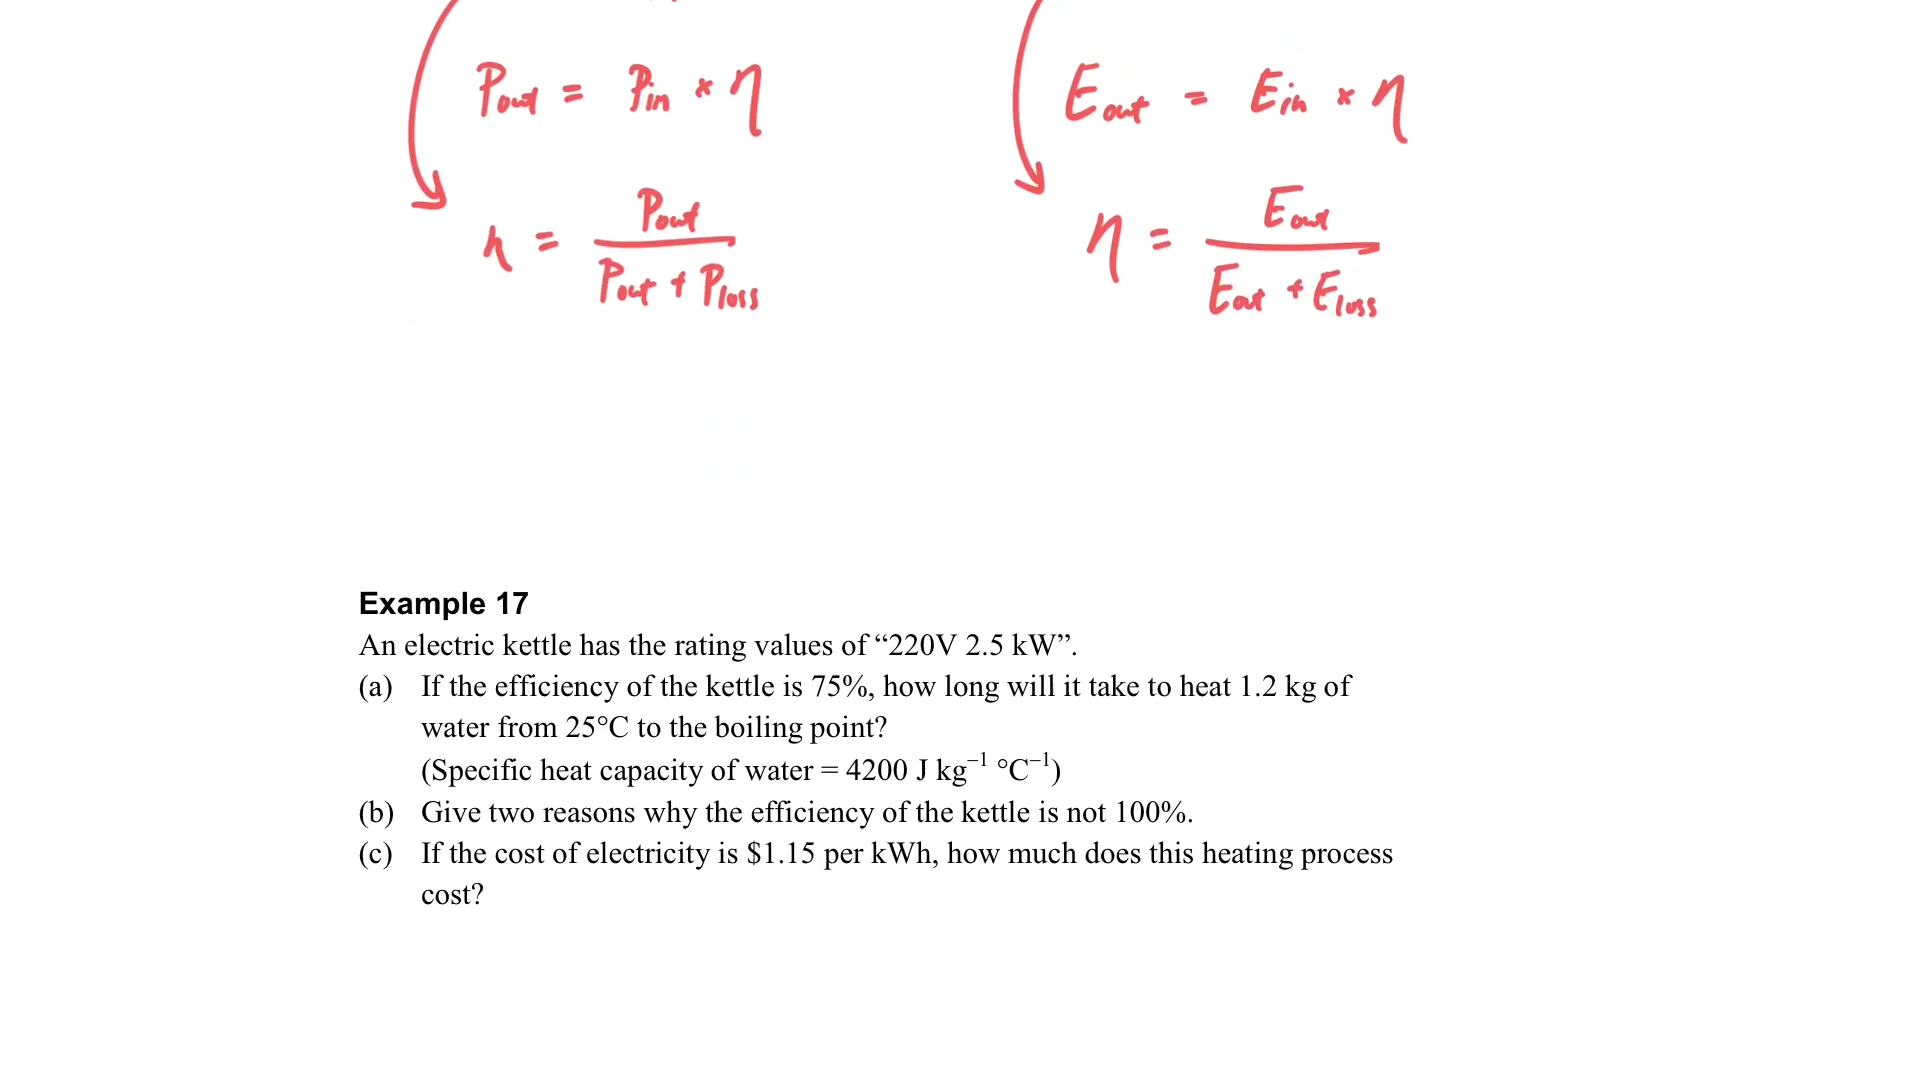 Pout = Pin × η
Eout = Ein × η
η = Pout / Pout + Ploss
η = Eout / Eout + Eloss
Example 17
An electric kettle has the rating values of “220V 2.5 kW”.
(a) If the efficiency of the kettle is 75%, how long will it take to heat 1.2 kg of
water from 25°C to the boiling point?
(Specific heat capacity of water = 4200 J kg⁻¹ °C⁻¹)
(b) Give two reasons why the efficiency of the kettle is not 100%.
(c) If the cost of electricity is $1.15 per kWh, how much does this heating process
cost?